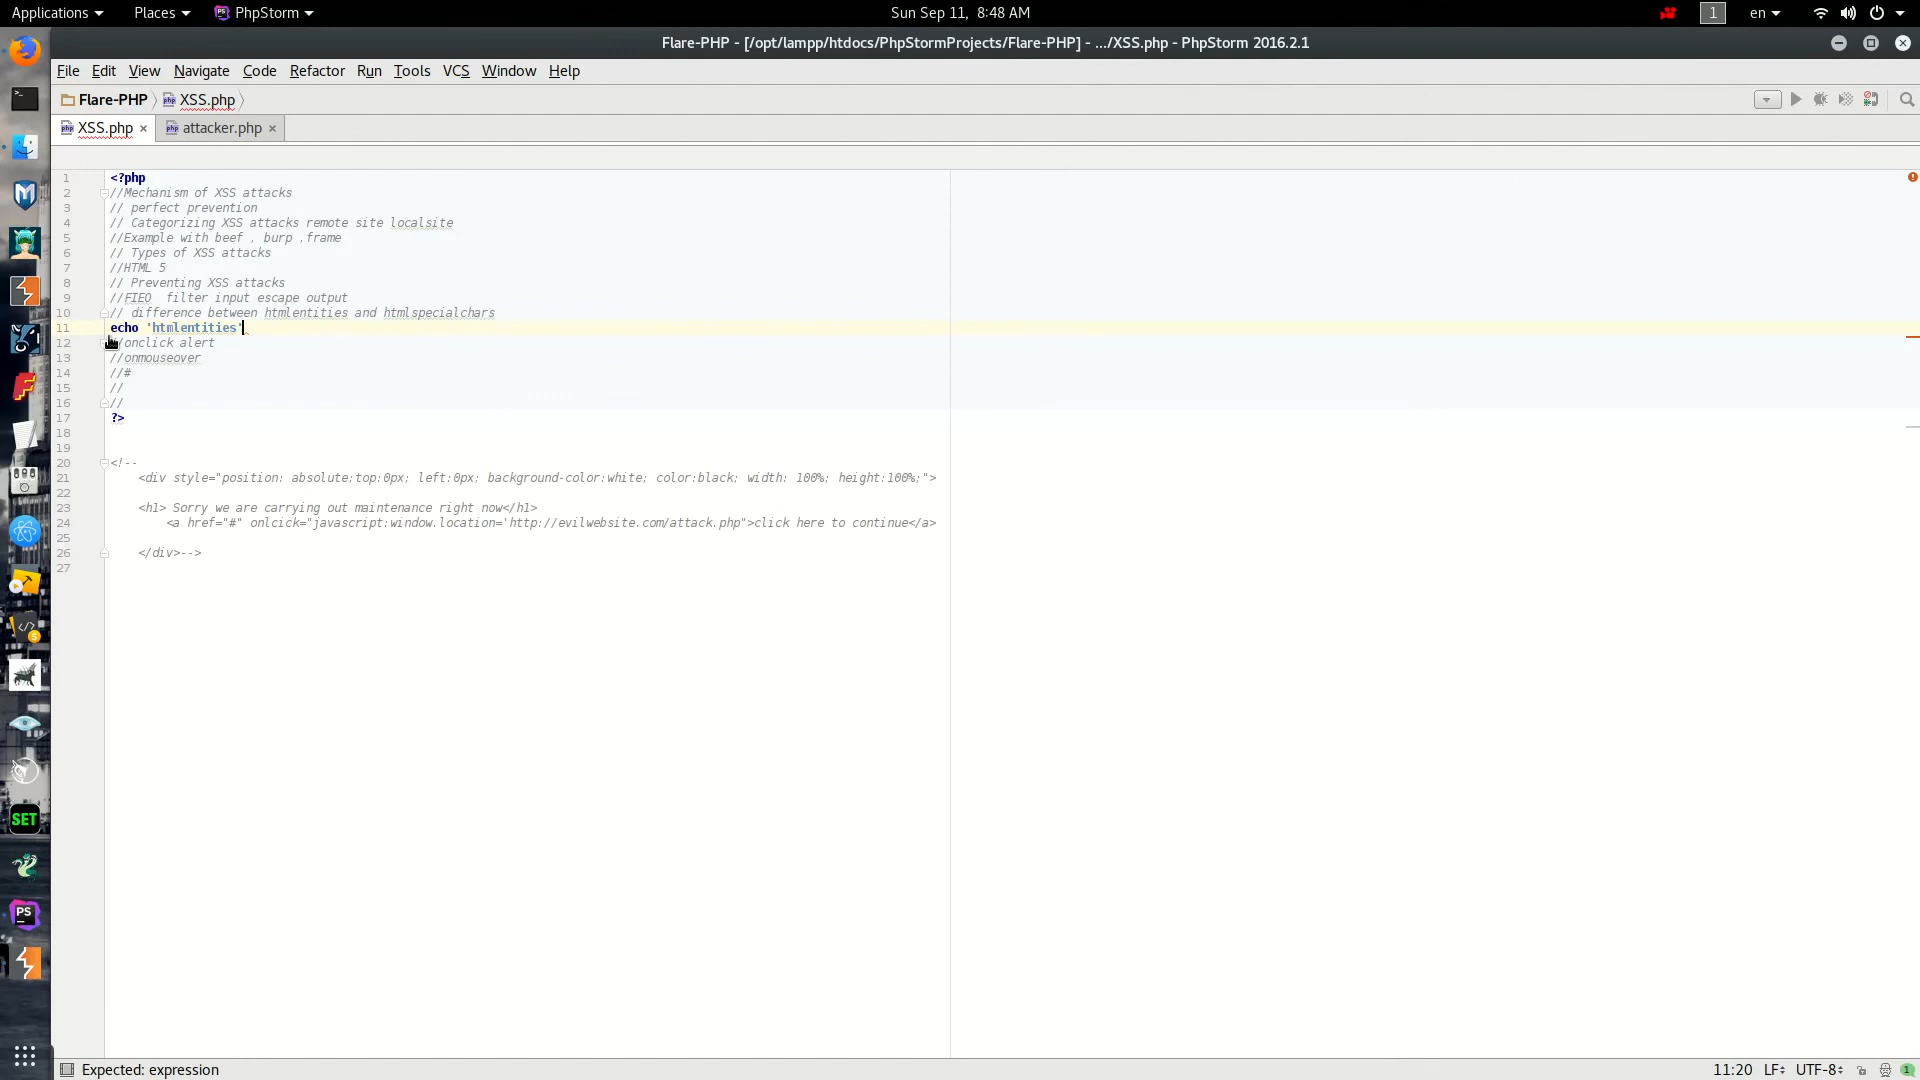 Applications Places PhpStorm Sun Sep 11, 8:48 AM 1 en
Flare-PHP - [/opt/lampp/htdocs/PhpStormProjects/Flare-PHP] - .../XSS.php - PhpStorm 2016.2.1
File Edit View Navigate Code Refactor Run Tools VCS Window Help
Flare-PHP XSS.php
XSS.php attacker.php
1 <?php
2 //Mechanism of XSS attacks
3 // perfect prevention
4 // Categorizing XSS attacks remote site localsite
5 //Example with beef , burp ,frame
6 // Types of XSS attacks
7 //HTML 5
8 // Preventing XSS attacks
9 //FIEO  filter input escape output
10 // difference between htmlentities and htmlspecialchars
11 echo 'htmlentities'
12 //onclick alert
13 //onmouseover
14 //#
15 //
16 //
17 ?>
18
19
20 <!--
21 <div style="position: absolute;top:0px; left:0px; background-color:white; color:black; width: 100%; height:100%;">
22
23 <h1> Sorry we are carrying out maintenance right now</h1>
24 <a href="#" onlcick="javascript:window.location='http://evilwebsite.com/attack.php">click here to continue</a>
25
26 </div>-->
27
SET
PS
Expected: expression 11:20 LF UTF-8 1